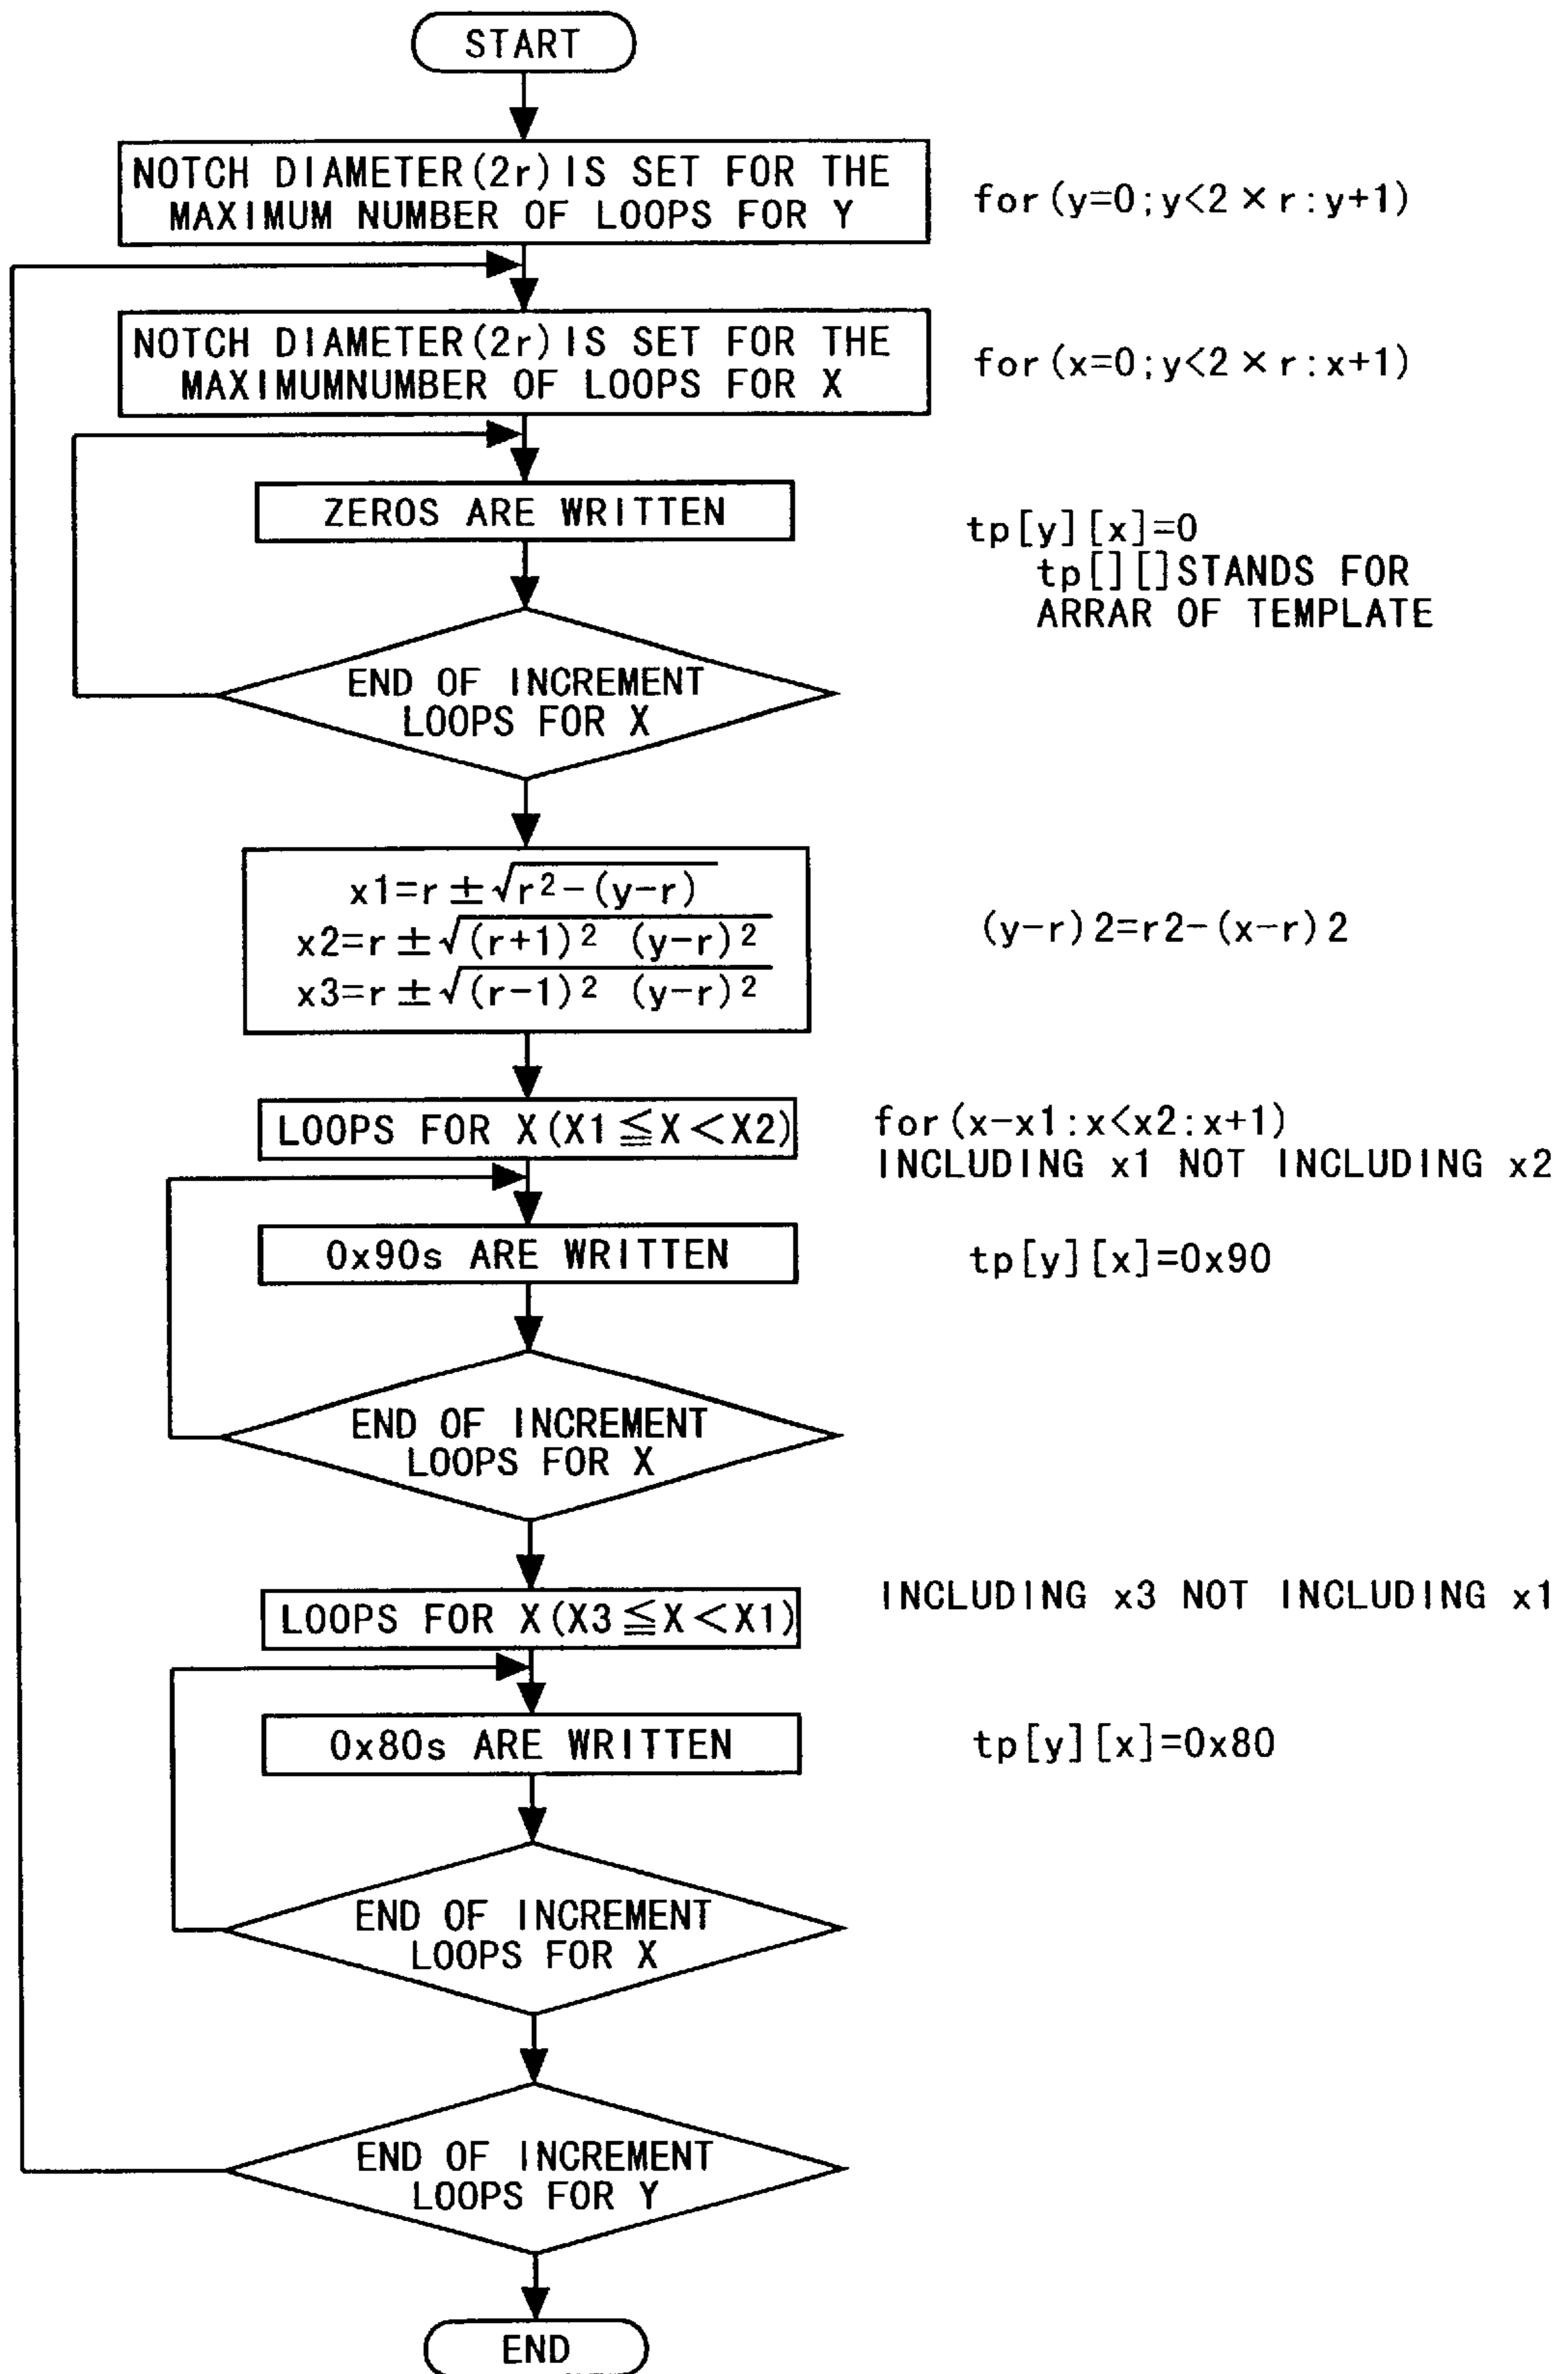 START
NOTCH DIAMETER(2r)IS SET FOR THE
MAXIMUM NUMBER OF LOOPS FOR Y
for(y=0;y<2×r:y+1)
NOTCH DIAMETER(2r)IS SET FOR THE
MAXIMUMNUMBER OF LOOPS FOR X
for(x=0;y<2×r:x+1)
ZEROS ARE WRITTEN
tp[y][x]=0
tp[][]STANDS FOR
ARRAR OF TEMPLATE
END OF INCREMENT
LOOPS FOR X
x1=r±√r²-(y-r)
x2=r±√(r+1)² (y-r)²
x3=r±√(r-1)² (y-r)²
(y-r)2=r2-(x-r)2
LOOPS FOR X(X1≦X<X2)
for(x-x1:x<x2:x+1)
INCLUDING x1 NOT INCLUDING x2
0x90s ARE WRITTEN
tp[y][x]=0x90
END OF INCREMENT
LOOPS FOR X
LOOPS FOR X(X3≦X<X1)
INCLUDING x3 NOT INCLUDING x1
0x80s ARE WRITTEN
tp[y][x]=0x80
END OF INCREMENT
LOOPS FOR X
END OF INCREMENT
LOOPS FOR Y
END